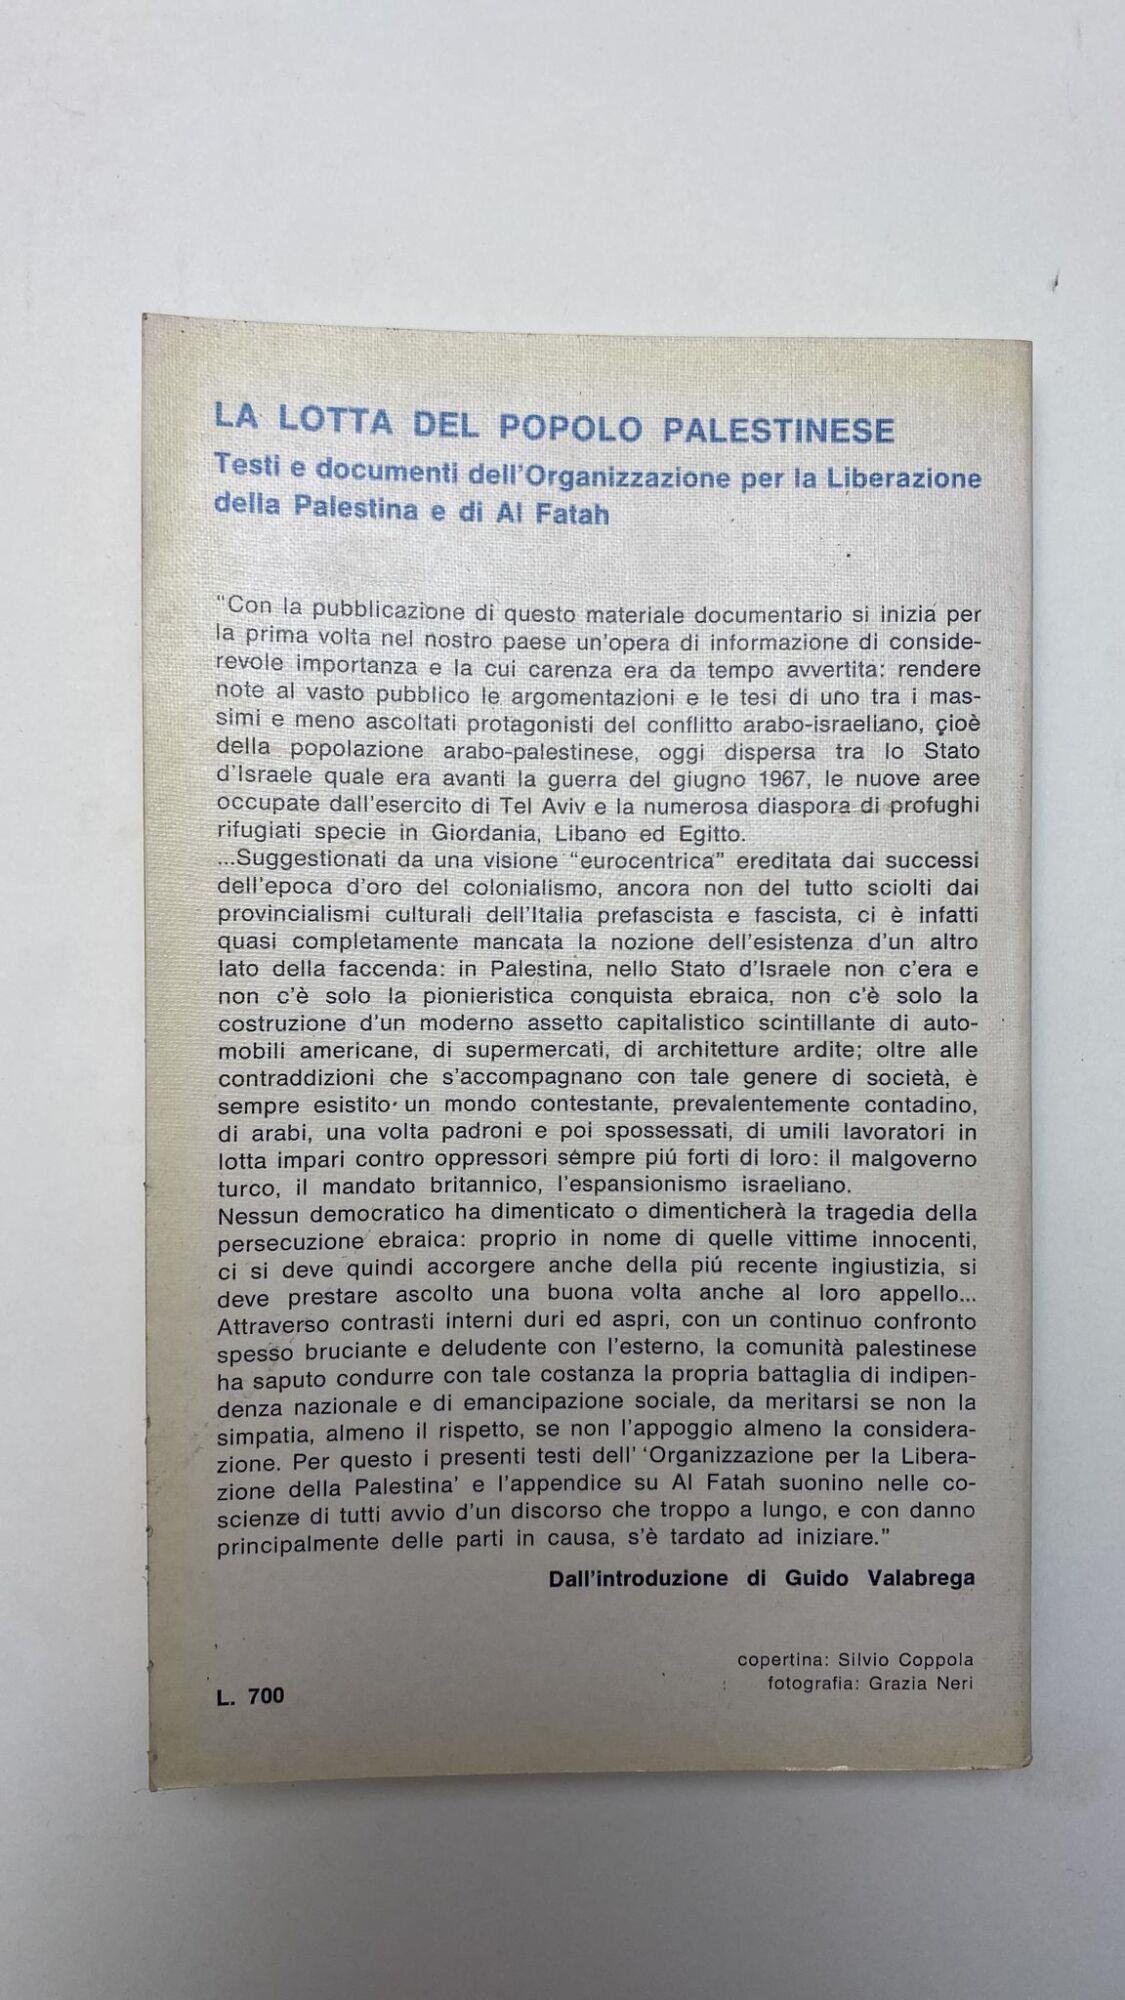 LA LOTTA DEL POPOLO PALESTINESE
Testi e documenti dell'Organizzazione per la Liberazione
della Palestina e di Al Fatah
"Con la pubblicazione di questo materiale documentario si inizia per
la prima volta nel nostro paese un'opera di informazione di conside-
revole importanza e la cui carenza era da tempo avvertita: rendere
note al vasto pubblico le argomentazioni e le tesi di uno tra i mas-
simi e meno ascoltati protagonisti del conflitto arabo-israeliano, çioè
della popolazione arabo-palestinese, oggi dispersa tra lo Stato
d'Israele quale era avanti la guerra del giugno 1967, le nuove aree
occupate dall'esercito di Tel Aviv e la numerosa diaspora di profughi
rifugiati specie in Giordania, Libano ed Egitto.
...Suggestionati da una visione "eurocentrica" ereditata dai successi
dell'epoca d'oro del colonialismo, ancora non del tutto sciolti dai
provincialismi culturali dell'Italia prefascista e fascista, ci è infatti
quasi completamente mancata la nozione dell'esistenza d'un altro
lato della faccenda: in Palestina, nello Stato d'Israele non c'era e
non c'è solo la pionieristica conquista ebraica, non c'è solo la
costruzione d'un moderno assetto capitalistico scintillante di auto-
mobili americane, di supermercati, di architetture ardite; oltre alle
contraddizioni che s'accompagnano con tale genere di società, è
sempre esistito un mondo contestante, prevalentemente contadino,
di arabi, una volta padroni e poi spossessati, di umili lavoratori in
lotta impari contro oppressori sempre piú forti di loro: il malgoverno
turco, il mandato britannico, l'espansionismo israeliano.
Nessun democratico ha dimenticato o dimenticherà la tragedia della
persecuzione ebraica: proprio in nome di quelle vittime innocenti,
ci si deve quindi accorgere anche della piú recente ingiustizia, si
deve prestare ascolto una buona volta anche al loro appello...
Attraverso contrasti interni duri ed aspri, con un continuo confronto
spesso bruciante e deludente con l'esterno, la comunità palestinese
ha saputo condurre con tale costanza la propria battaglia di indipen-
denza nazionale e di emancipazione sociale, da meritarsi se non la
simpatia, almeno il rispetto, se non l'appoggio almeno la considera-
zione. Per questo i presenti testi dell' 'Organizzazione per la Libera-
zione della Palestina' e l'appendice su Al Fatah suonino nelle co-
scienze di tutti avvio d'un discorso che troppo a lungo, e con danno
principalmente delle parti in causa, s'è tardato ad iniziare."
Dall'introduzione di Guido Valabrega
copertina: Silvio Coppola
fotografia: Grazia Neri
L. 700